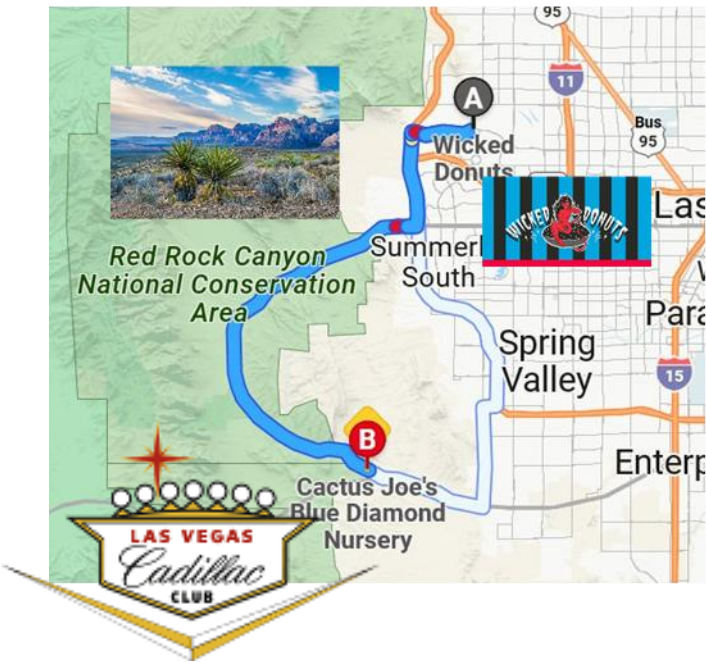 95
11
A
Bus
95
Wicked
Donuts
WICKED DONUTS
Las
Summerl
South
Red Rock Canyon
National Conservation
Area
Para
Spring
Valley
15
B
Enterp
Cactus Joe's
Blue Diamond
Nursery
LAS VEGAS
Cadillac
CLUB